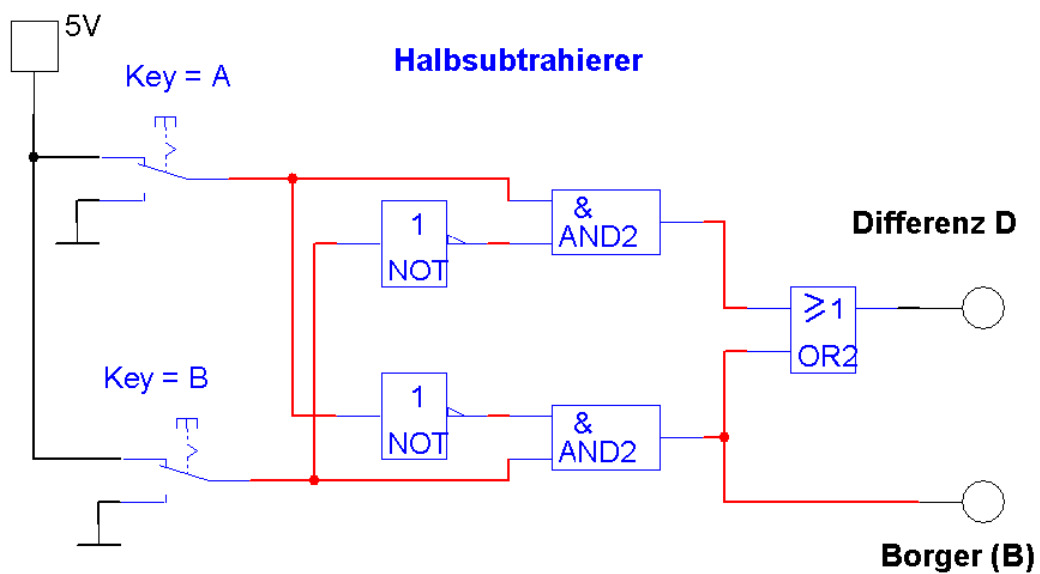 5V
Halbsubtrahierer
Key = A
&
AND2
1
NOT
Differenz D
≥1
OR2
Key = B
1
NOT
&
AND2
Borger (B)